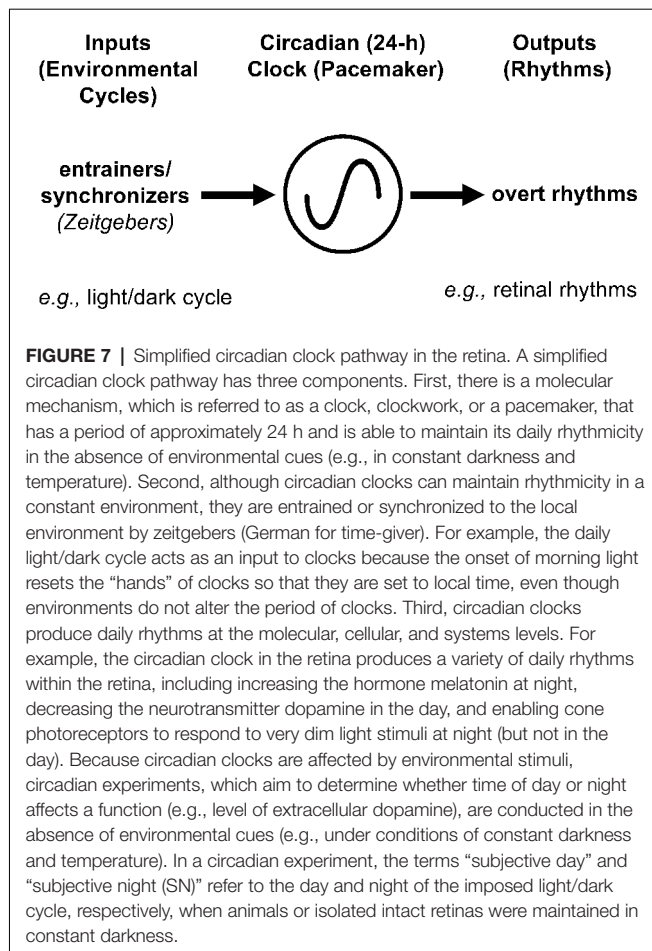 Inputs
(Environmental
Cycles)
Circadian (24-h)
Clock (Pacemaker)
Outputs
(Rhythms)
entrainers/
synchronizers
(Zeitgebers)
overt rhythms
e.g., light/dark cycle
e.g., retinal rhythms
FIGURE 7 | Simplified circadian clock pathway in the retina. A simplified
circadian clock pathway has three components. First, there is a molecular
mechanism, which is referred to as a clock, clockwork, or a pacemaker, that
has a period of approximately 24 h and is able to maintain its daily rhythmicity
in the absence of environmental cues (e.g., in constant darkness and
temperature). Second, although circadian clocks can maintain rhythmicity in a
constant environment, they are entrained or synchronized to the local
environment by zeitgebers (German for time-giver). For example, the daily
light/dark cycle acts as an input to clocks because the onset of morning light
resets the “hands” of clocks so that they are set to local time, even though
environments do not alter the period of clocks. Third, circadian clocks
produce daily rhythms at the molecular, cellular, and systems levels. For
example, the circadian clock in the retina produces a variety of daily rhythms
within the retina, including increasing the hormone melatonin at night,
decreasing the neurotransmitter dopamine in the day, and enabling cone
photoreceptors to respond to very dim light stimuli at night (but not in the
day). Because circadian clocks are affected by environmental stimuli,
circadian experiments, which aim to determine whether time of day or night
affects a function (e.g., level of extracellular dopamine), are conducted in the
absence of environmental cues (e.g., under conditions of constant darkness
and temperature). In a circadian experiment, the terms “subjective day” and
“subjective night (SN)” refer to the day and night of the imposed light/dark
cycle, respectively, when animals or isolated intact retinas were maintained in
constant darkness.